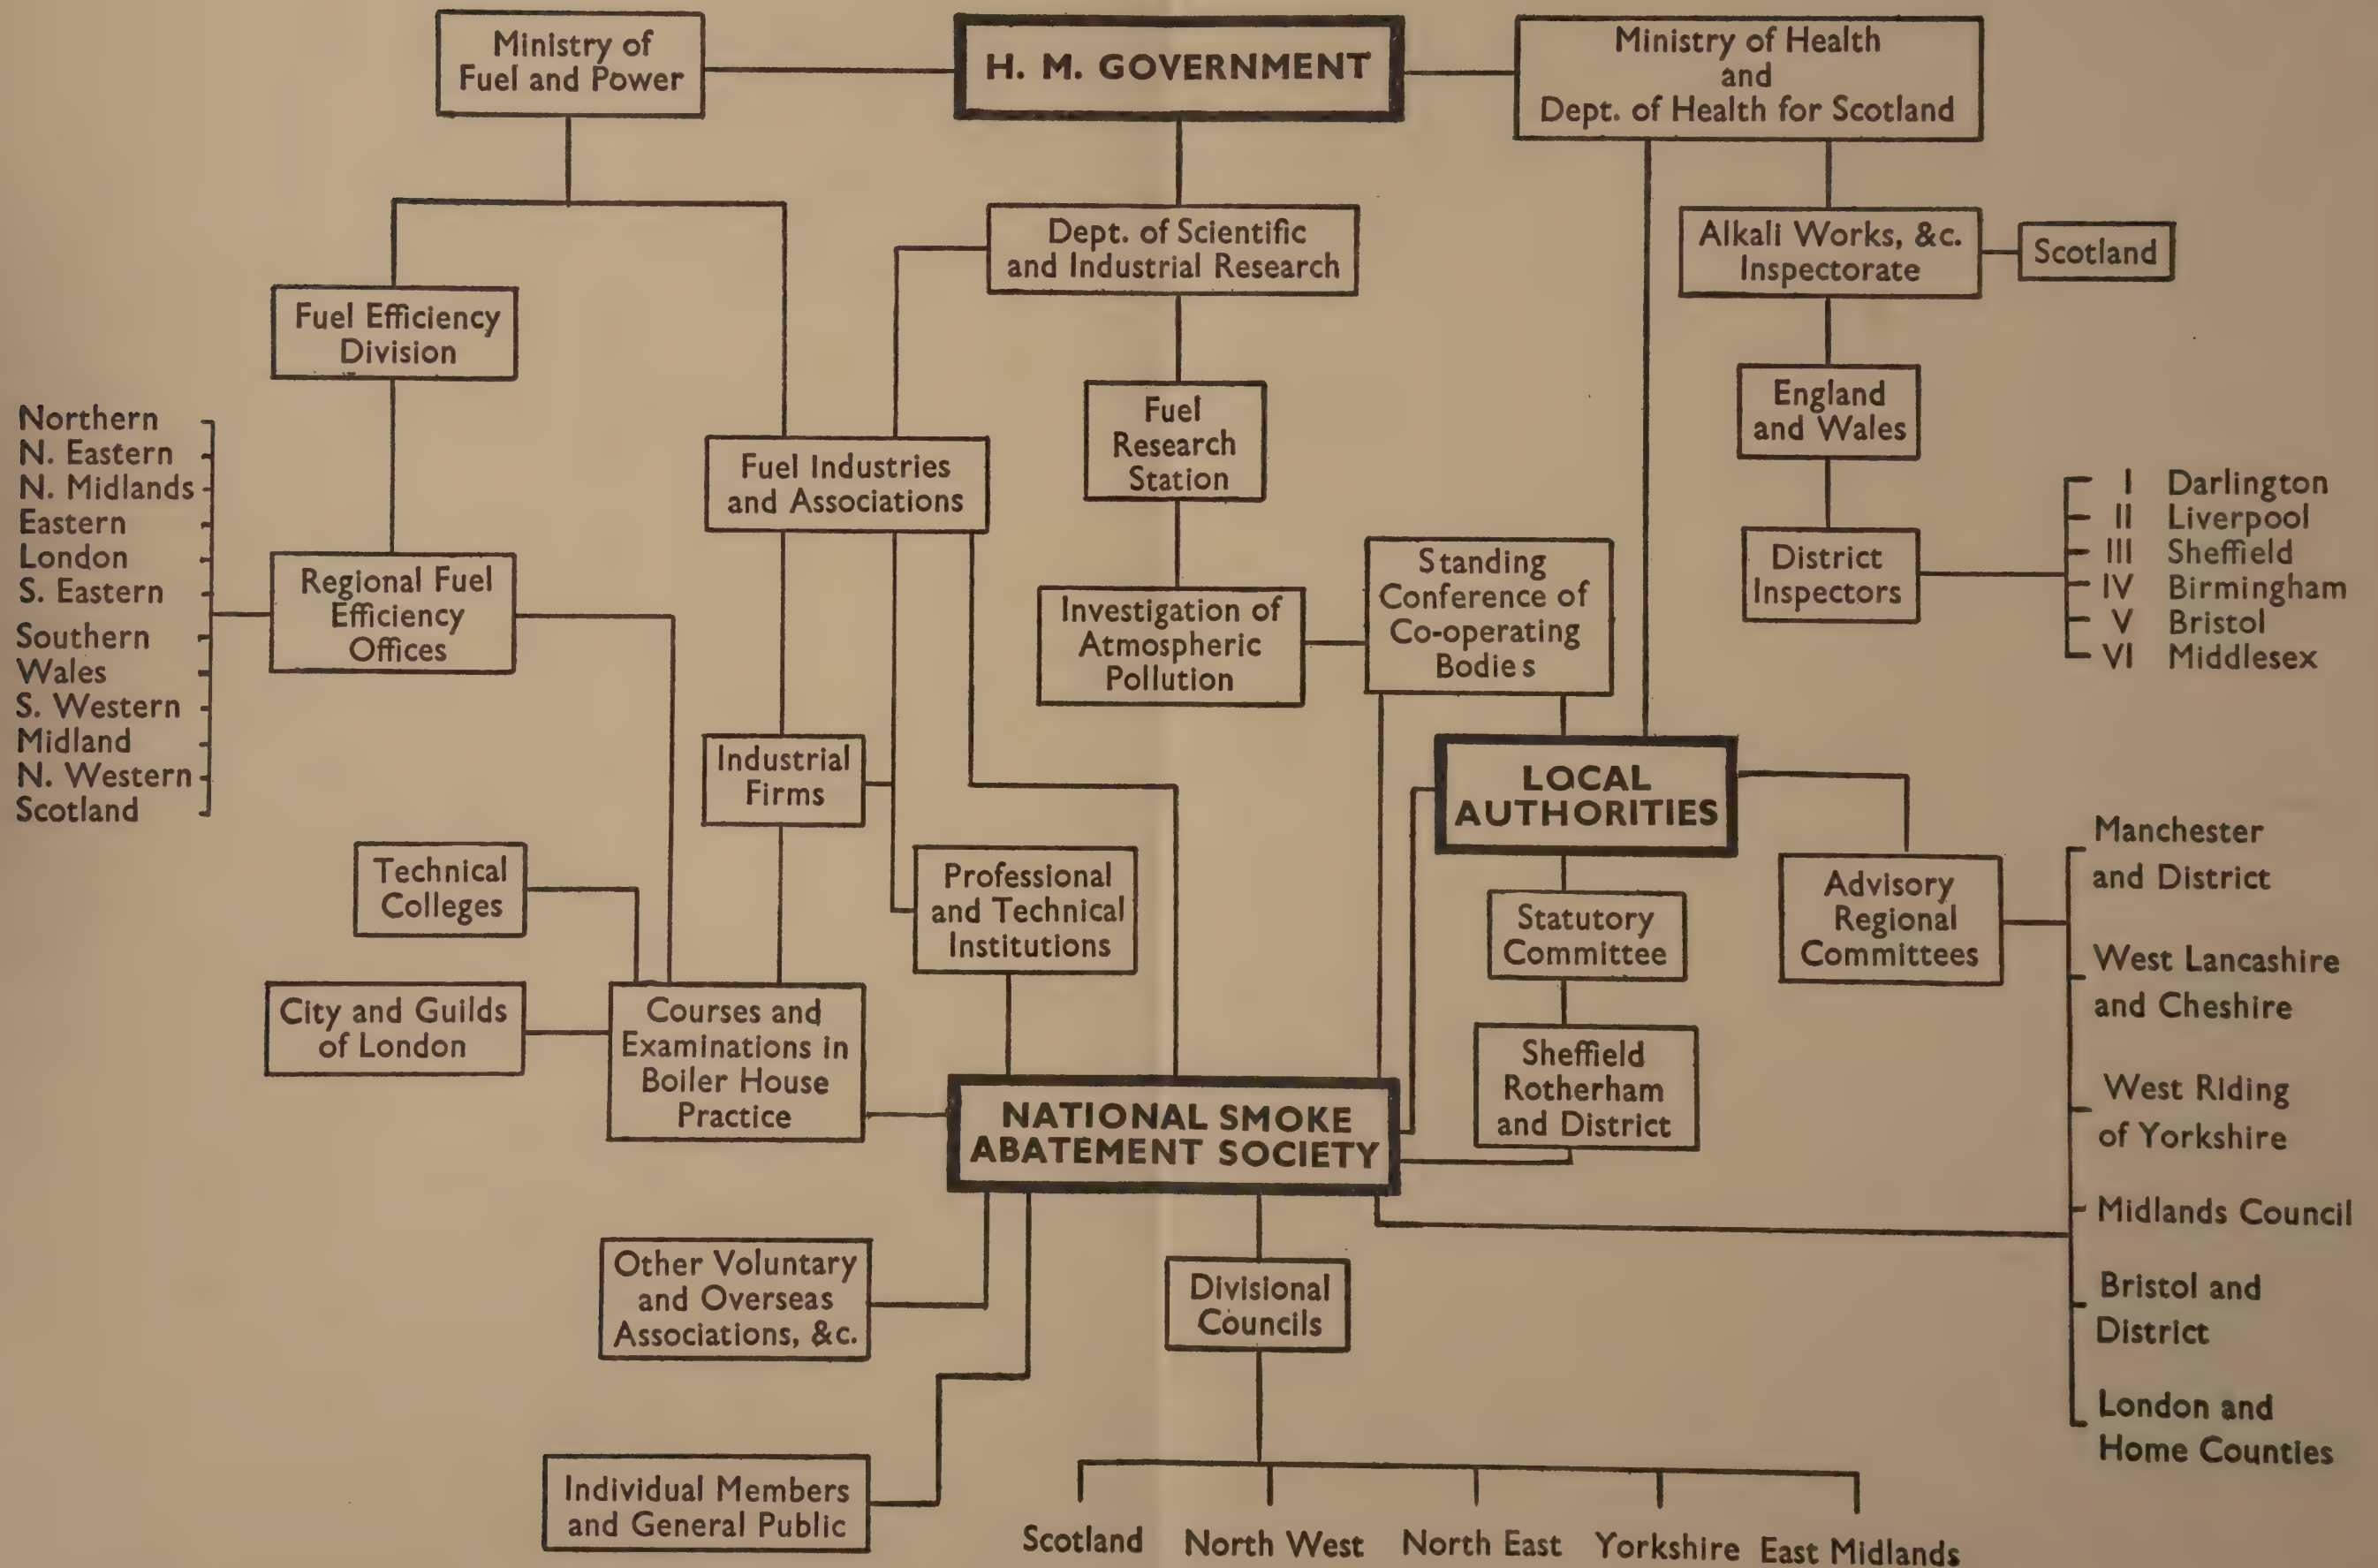 Ministry of
Fuel and Power
H. M. GOVERNMENT
Ministry of Health
and
Dept. of Health for Scotland
Dept. of Scientific
and Industrial Research
Alkali Works, &c.
Inspectorate
Scotland
Fuel Efficiency
Division
England
and Wales
Fuel
Research
Station
Northern
N. Eastern
N. Midlands
Eastern
London
S. Eastern
Southern
Wales
S. Western
Midland
N. Western
Scotland
Regional Fuel
Efficiency
Offices
Fuel Industries
and Associations
Investigation of
Atmospheric
Pollution
Standing
Conference of
Co-operating
Bodies
District
Inspectors
I Darlington
II Liverpool
III Sheffield
IV Birmingham
V Bristol
VI Middlesex
Industrial
Firms
LOCAL
AUTHORITIES
Technical
Colleges
Professional
and Technical
Institutions
Statutory
Committee
Advisory
Regional
Committees
Manchester
and District
West Lancashire
and Cheshire
West Riding
of Yorkshire
Midlands Council
Bristol and
District
London and
Home Counties
City and Guilds
of London
Courses and
Examinations in
Boiler House
Practice
Sheffield
Rotherham
and District
NATIONAL SMOKE
ABATEMENT SOCIETY
Other Voluntary
and Overseas
Associations, &c.
Divisional
Councils
Individual Members
and General Public
Scotland North West North East Yorkshire East Midlands